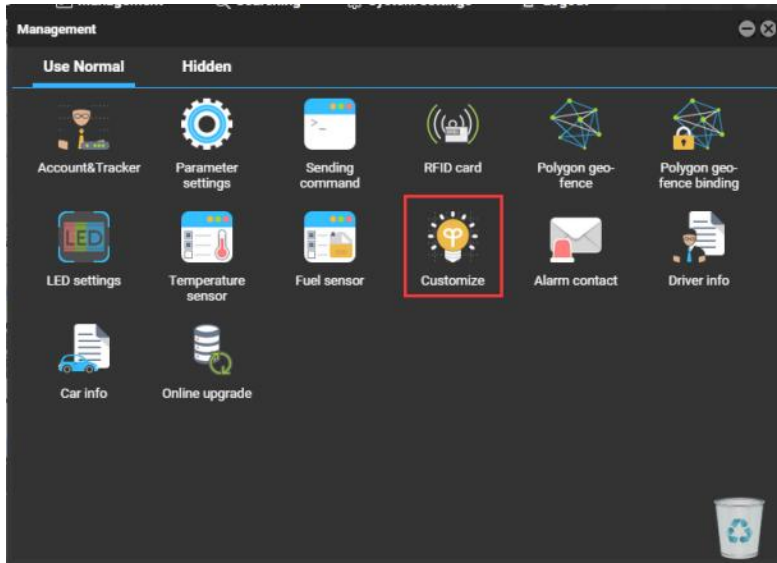 Management
Use Normal Hidden
Account&Tracker
Parameter
settings
Sending
command
RFID card
Polygon geo-
fence
Polygon geo-
fence binding
LED
LED settings
Temperature
sensor
Fuel sensor
Customize
Alarm contact
Driver info
Car info
Online upgrade